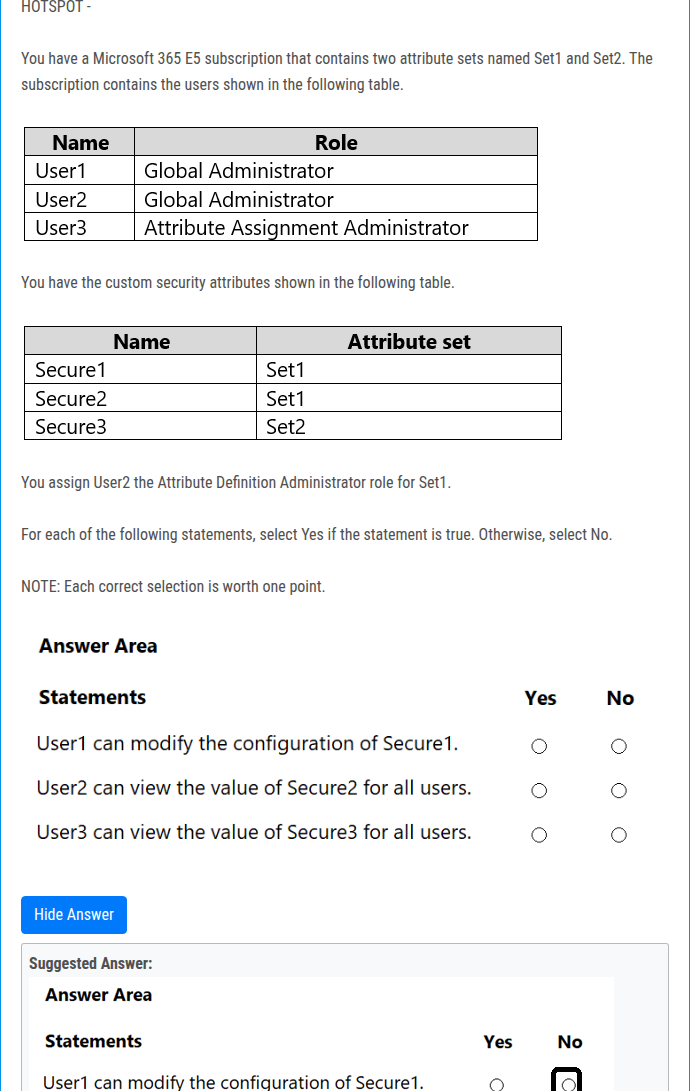 HOTSPOT -
You have a Microsoft 365 E5 subscription that contains two attribute sets named Set1 and Set2. The
subscription contains the users shown in the following table.
Name Role
User1 Global Administrator
User2 Global Administrator
User3 Attribute Assignment Administrator
You have the custom security attributes shown in the following table.
Name Attribute set
Secure1 Set1
Secure2 Set1
Secure3 Set2
You assign User2 the Attribute Definition Administrator role for Set1.
For each of the following statements, select Yes if the statement is true. Otherwise, select No.
NOTE: Each correct selection is worth one point.
Answer Area
Statements Yes No
User1 can modify the configuration of Secure1.
User2 can view the value of Secure2 for all users.
User3 can view the value of Secure3 for all users.
Hide Answer
Suggested Answer:
Answer Area
Statements Yes No
User1 can modify the configuration of Secure1.